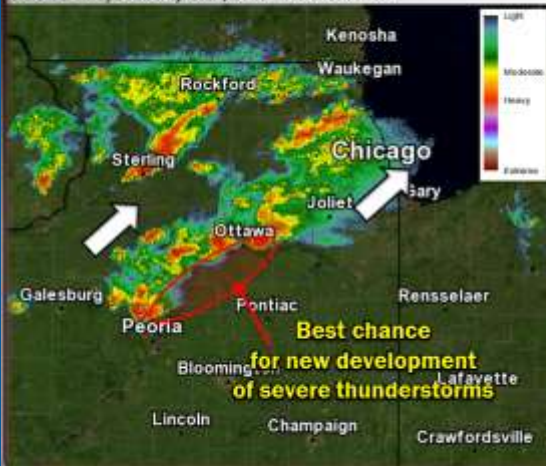 Light
Kenosha
Waukegan
Moderate
Rockford
Heavy
Chicago
Sterling
Extreme
Gary
Joliet
Ottawa
Galesburg
Pontiac
Rensselaer
Peoria
Best chance
for new development
of severe thunderstorms
Bloomington
Lafayette
Lincoln
Champaign
Crawfordsville